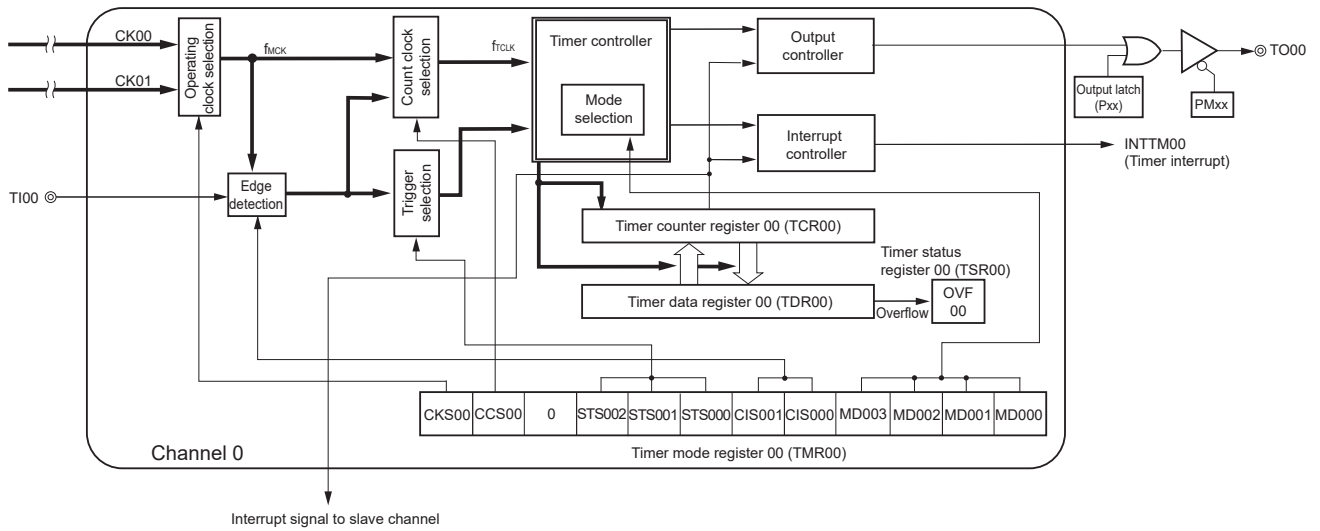 CK00
CK01
Operating
clock selection
fMCK
Count clock
selection
fTCLK
Timer controller
Mode
selection
Output
controller
TO00
Output latch
(Pxx)
PMxx
Interrupt
controller
INTTM00
(Timer interrupt)
TI00
Edge
detection
Trigger
selection
Timer counter register 00 (TCR00)
Timer status
register 00 (TSR00)
Timer data register 00 (TDR00)
Overflow
OVF
00
CKS00 CCS00 0 STS002 STS001 STS000 CIS001 CIS000 MD003 MD002 MD001 MD000
Channel 0
Timer mode register 00 (TMR00)
Interrupt signal to slave channel